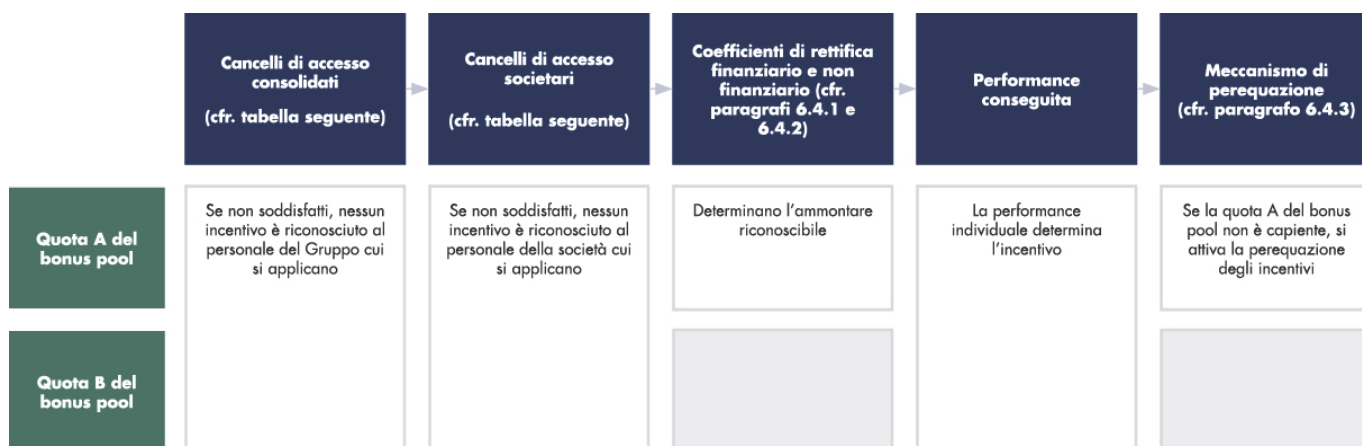 Cancelli di accesso
consolidati
(cfr. tabella seguente)
Cancelli di accesso
societari
(cfr. tabella seguente)
Coefficienti di rettifica
finanziario e non
finanziario (cfr.
paragrafi 6.4.1 e
6.4.2)
Performance
conseguita
Meccanismo di
perequazione
(cfr. paragrafo 6.4.3)
Quota A del
bonus pool
Se non soddisfatti, nessun
incentivo è riconosciuto al
personale del Gruppo cui
si applicano
Se non soddisfatti, nessun
incentivo è riconosciuto al
personale della società cui
si applicano
Determinano l’ammontare
riconoscibile
La performance
individuale determina
l’incentivo
Se la quota A del bonus
pool non è capiente, si
attiva la perequazione
degli incentivi
Quota B del
bonus pool